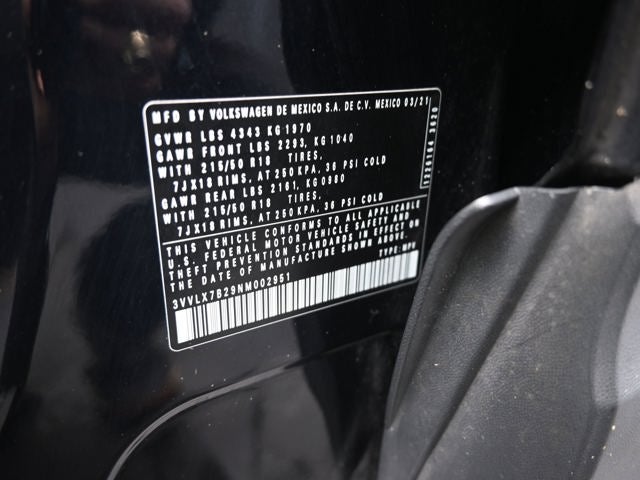 MFD BY VOLKSWAGEN DE MEXICO S.A. DE C.V. MEXICO 03/21
GVWR LBS 4343 KG 1970
GAWR FRONT LBS 2293, KG 1040
WITH 215/50 R18 TIRES,
7JX18 RIMS, AT 250 KPA, 36 PSI COLD
GAWR REAR LBS 2161, KG 0980
WITH 215/50 R18 TIRES,
7JX18 RIMS, AT 250 KPA, 36 PSI COLD
THIS VEHICLE CONFORMS TO ALL APPLICABLE
U.S. FEDERAL MOTOR VEHICLE SAFETY AND
THEFT PREVENTION STANDARDS IN EFFECT ON
THE DATE OF MANUFACTURE SHOWN ABOVE.
3VVLX7B29NM002951 TYPE: MPV